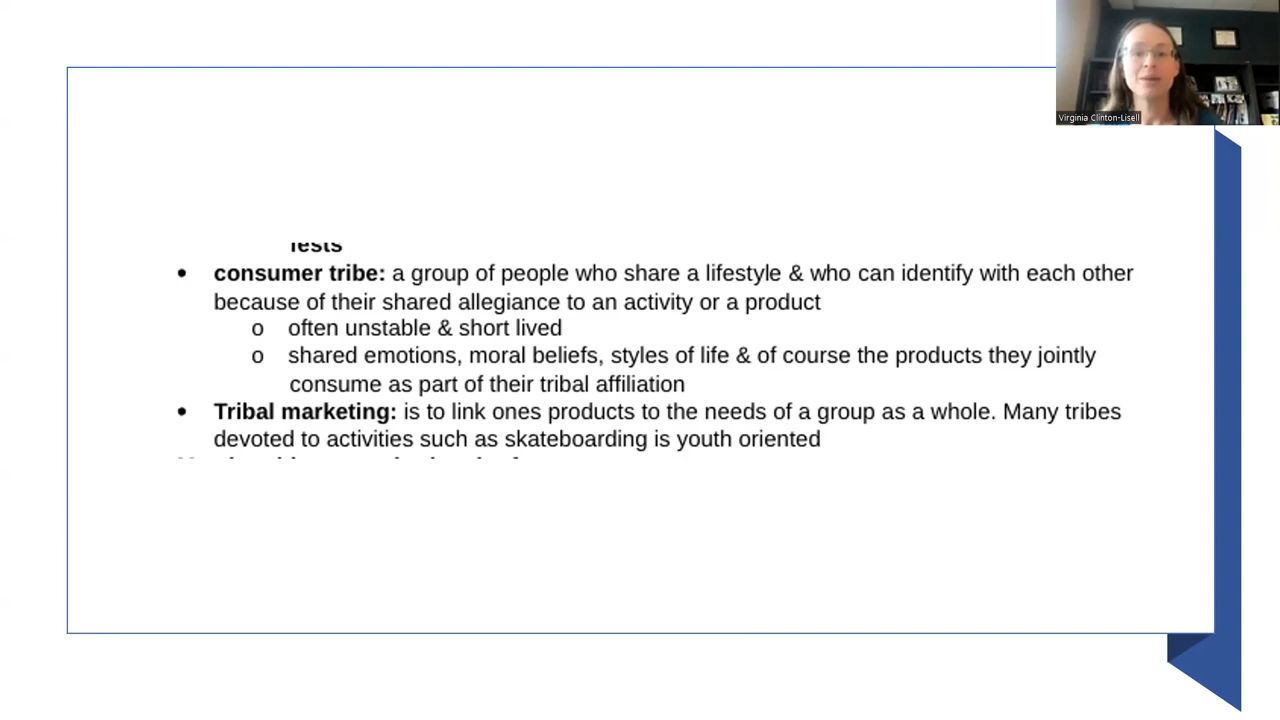 Virginia Clinton-Lisell
consumer tribe: a group of people who share a lifestyle & who can identify with each other
because of their shared allegiance to an activity or a product
o often unstable & short lived
o shared emotions, moral beliefs, styles of life & of course the products they jointly
consume as part of their tribal affiliation
Tribal marketing: is to link ones products to the needs of a group as a whole. Many tribes
devoted to activities such as skateboarding is youth oriented